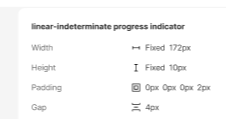 linear-indeterminate progress indicator
Width Fixed 172px
Height Fixed 10px
Padding 0px 0px 0px 2px
Gap 4px